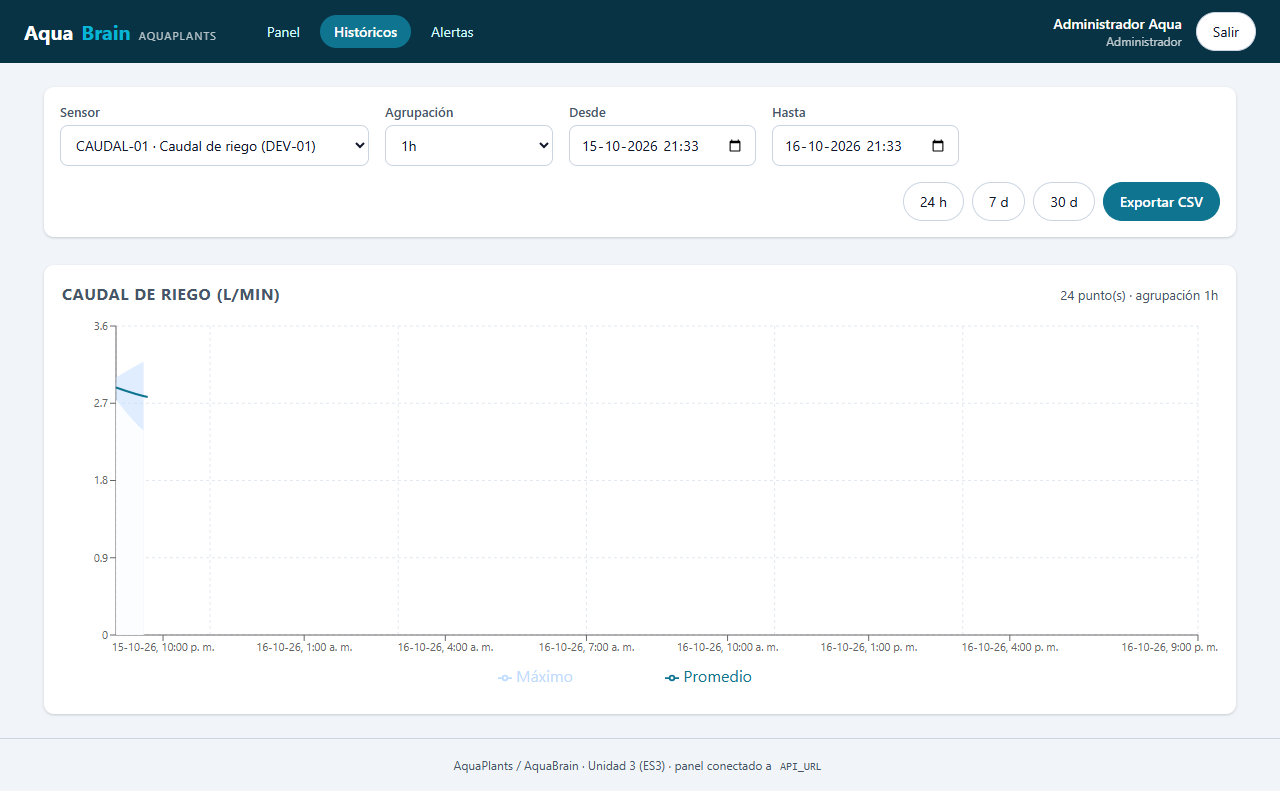 Aqua Brain AQUAPLANTS Panel Históricos Alertas Administrador Aqua Salir
Administrador
Sensor Agrupación Desde Hasta
CAUDAL-01 · Caudal de riego (DEV-01) 1h 15-10-2026 21:33 16-10-2026 21:33
24 h 7 d 30 d Exportar CSV
CAUDAL DE RIEGO (L/MIN) 24 punto(s) · agrupación 1h
3.6
2.7
1.8
0.9
0
15-10-26, 10:00 p. m. 16-10-26, 1:00 a. m. 16-10-26, 4:00 a. m. 16-10-26, 7:00 a. m. 16-10-26, 10:00 a. m. 16-10-26, 1:00 p. m. 16-10-26, 4:00 p. m. 16-10-26, 9:00 p. m.
Máximo Promedio
AquaPlants / AquaBrain · Unidad 3 (ES3) · panel conectado a API_URL